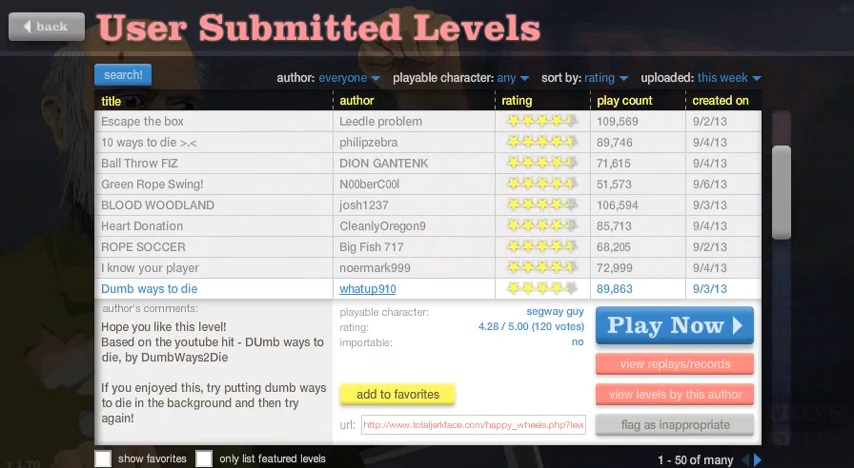 back
User Submitted Levels
search!
author: everyone playable character: any sort by: rating uploaded: this week
title author rating play count created on
Escape the box Leedle problem 109,569 9/2/13
10 ways to die >.< philipzebra 89,746 9/4/13
Ball Throw FIZ DION GANTENK 71,615 9/4/13
Green Rope Swing! N00berC00l 51,573 9/6/13
BLOOD WOODLAND josh1237 106,594 9/3/13
Heart Donation CleanlyOregon9 85,713 9/4/13
ROPE SOCCER Big Fish 717 68,205 9/2/13
I know your player noermark999 72,999 9/4/13
Dumb ways to die whatup910 89,863 9/3/13
author's comments:
Hope you like this level!
Based on the youtube hit - DUmb ways to
die, by DumbWays2Die
If you enjoyed this, try putting dumb ways
to die in the background and then try
again!
playable character: segway guy
rating: 4.28 / 5.00 (120 votes)
importable: no
add to favorites
url: http://www.totaljerkface.com/happy_wheels.php?leve
Play Now
view replays/records
view levels by this author
flag as inappropriate
show favorites only list featured levels 1 - 50 of many
v 1.70